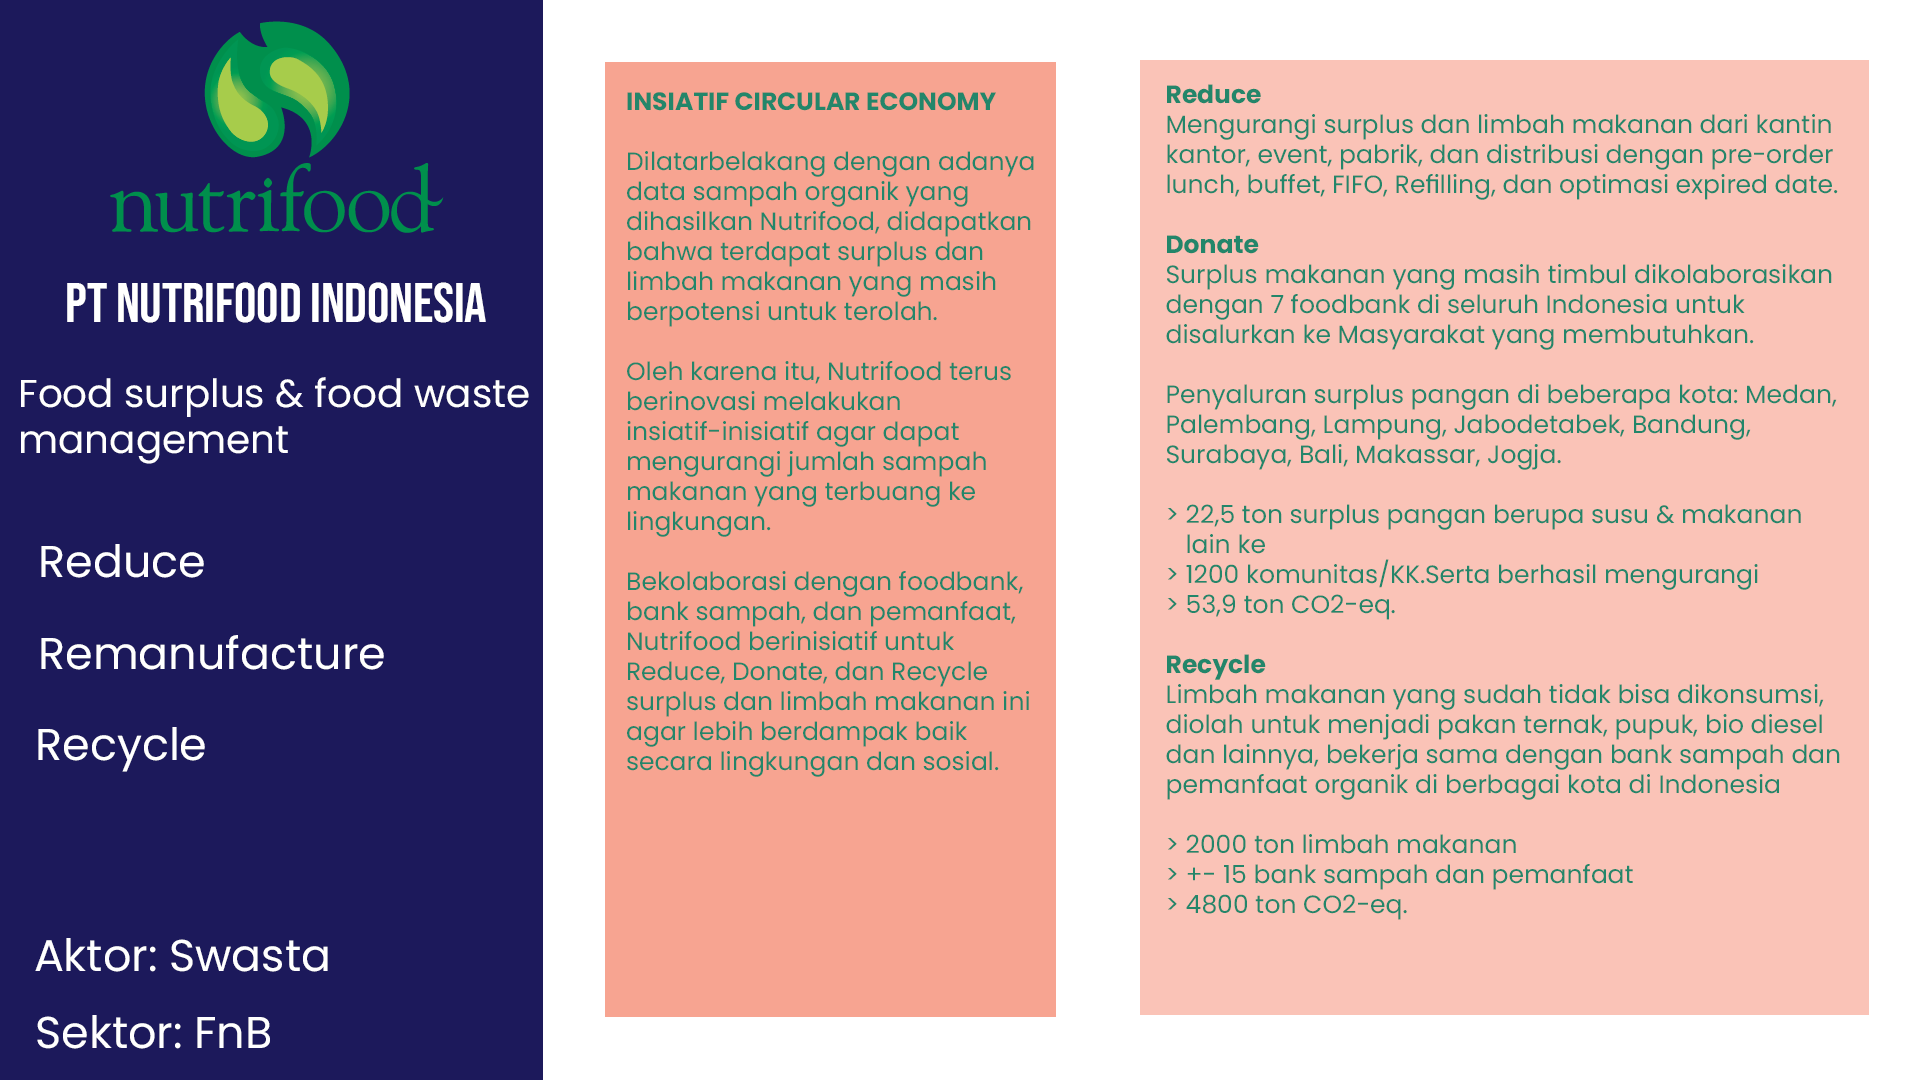 nutrifood
PT NUTRIFOOD INDONESIA
Food surplus & food waste
management
Reduce
Remanufacture
Recycle
Aktor: Swasta
Sektor: FnB
INSIATIF CIRCULAR ECONOMY
Dilatarbelakang dengan adanya
data sampah organik yang
dihasilkan Nutrifood, didapatkan
bahwa terdapat surplus dan
limbah makanan yang masih
berpotensi untuk terolah.
Oleh karena itu, Nutrifood terus
berinovasi melakukan
insiatif-inisiatif agar dapat
mengurangi jumlah sampah
makanan yang terbuang ke
lingkungan.
Bekolaborasi dengan foodbank,
bank sampah, dan pemanfaat,
Nutrifood berinisiatif untuk
Reduce, Donate, dan Recycle
surplus dan limbah makanan ini
agar lebih berdampak baik
secara lingkungan dan sosial.
Reduce
Mengurangi surplus dan limbah makanan dari kantin
kantor, event, pabrik, dan distribusi dengan pre-order
lunch, buffet, FIFO, Refilling, dan optimasi expired date.
Donate
Surplus makanan yang masih timbul dikolaborasikan
dengan 7 foodbank di seluruh Indonesia untuk
disalurkan ke Masyarakat yang membutuhkan.
Penyaluran surplus pangan di beberapa kota: Medan,
Palembang, Lampung, Jabodetabek, Bandung,
Surabaya, Bali, Makassar, Jogja.
> 22,5 ton surplus pangan berupa susu & makanan
lain ke
> 1200 komunitas/KK.Serta berhasil mengurangi
> 53,9 ton CO2-eq.
Recycle
Limbah makanan yang sudah tidak bisa dikonsumsi,
diolah untuk menjadi pakan ternak, pupuk, bio diesel
dan lainnya, bekerja sama dengan bank sampah dan
pemanfaat organik di berbagai kota di Indonesia
> 2000 ton limbah makanan
> +- 15 bank sampah dan pemanfaat
> 4800 ton CO2-eq.